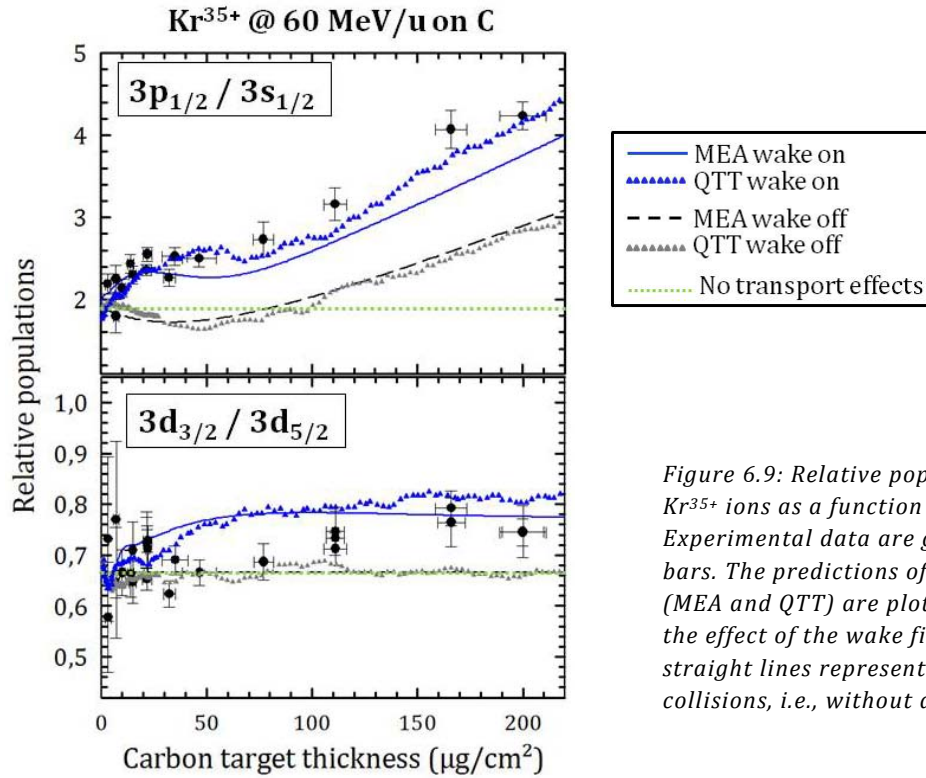 Kr³⁵⁺ @ 60 MeV/u on C
5
4
3
2
3p₁/₂ / 3s₁/₂
1,0
0,9
0,8
0,7
0,6
0,5
3d₃/₂ / 3d₅/₂
Relative populations
0 50 100 150 200
Carbon target thickness (μg/cm²)
MEA wake on
QTT wake on
MEA wake off
QTT wake off
No transport effects
Figure 6.9: Relative pop
Kr³⁵⁺ ions as a function
Experimental data are g
bars. The predictions of
(MEA and QTT) are plot
the effect of the wake fi
straight lines represent
collisions, i.e., without